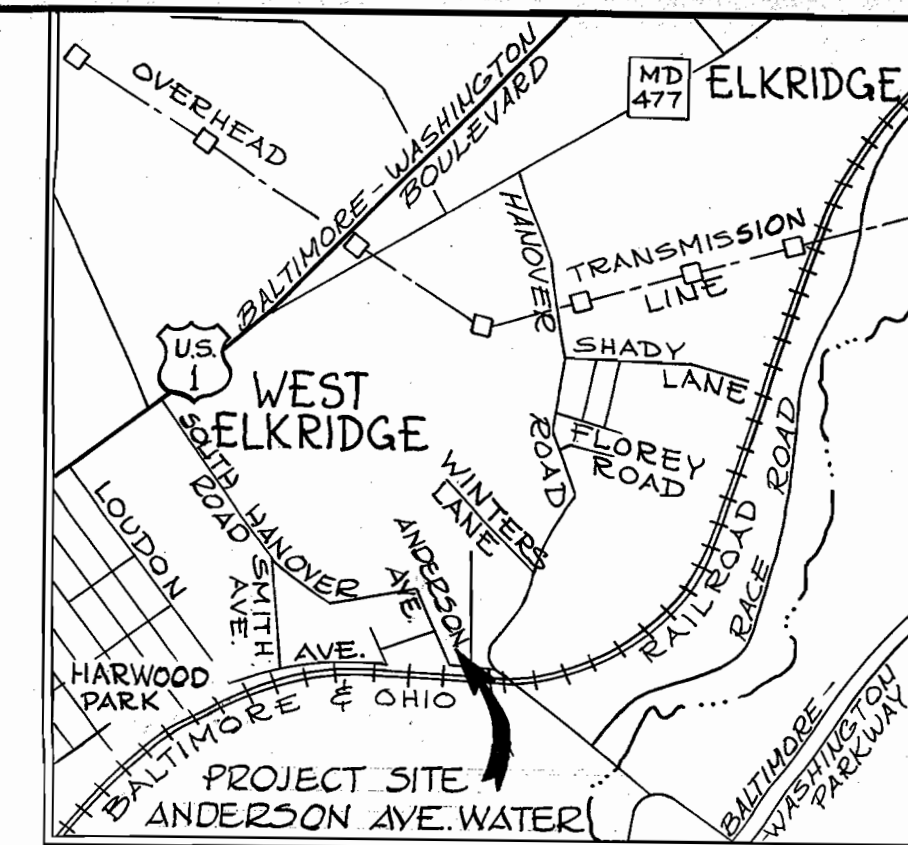 OVERHEAD
BALTIMORE - WASHINGTON
BOULEVARD
MD
477
ELKRIDGE
HANOVER
TRANSMISSION
LINE
U.S.
1
WEST
ELKRIDGE
SHADY
LANE
ROAD
FLOREY
ROAD
SOUTH HANOVER
ROAD
WINTERS
LANE
LOUDON
SMITH
AVE.
ANDERSON
AVE.
AVE.
RAILROAD
RACE ROAD
HARWOOD
PARK
BALTIMORE & OHIO
BALTIMORE -
WASHINGTON
PARKWAY
PROJECT SITE
ANDERSON AVE. WATER